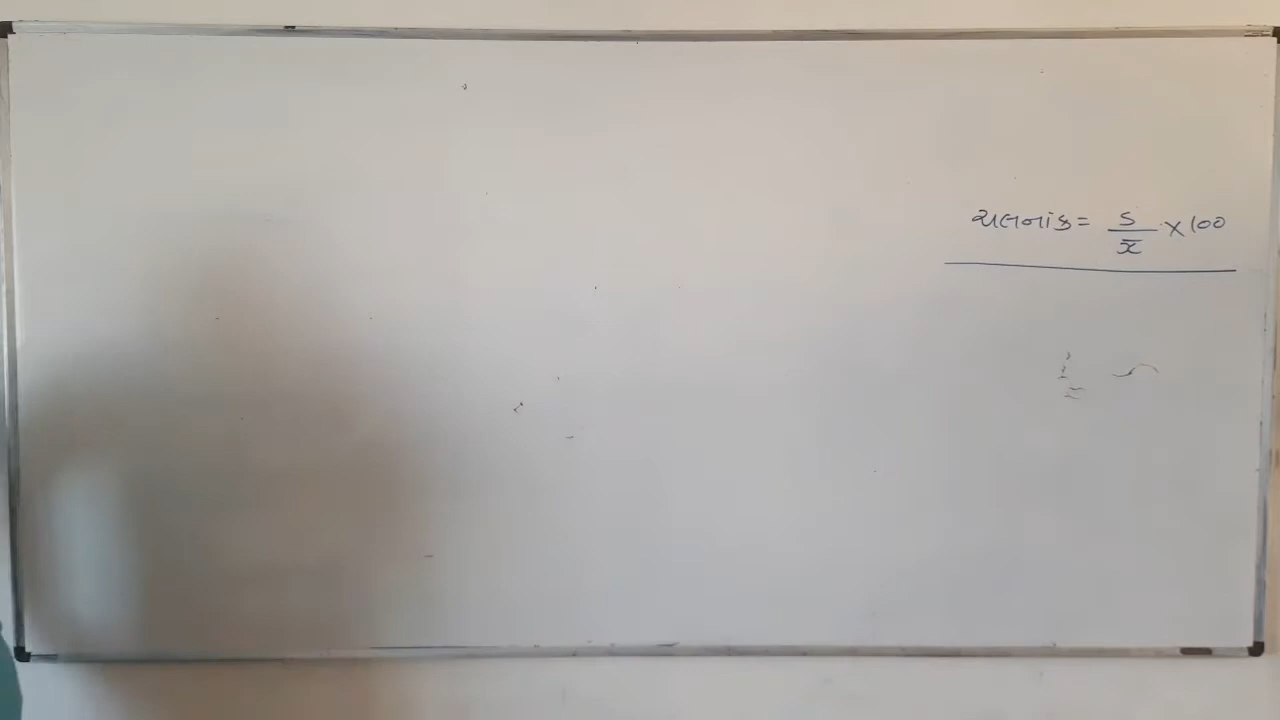 ચલનાંક = s/x̄ × 100